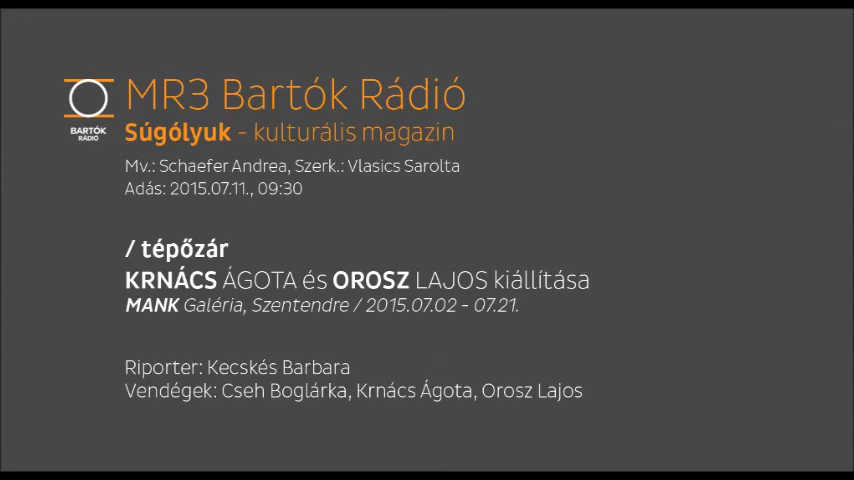 MR3 Bartók Rádió
BARTÓK
RÁDIÓ
Súgólyuk - kulturális magazin
Mv.: Schaefer Andrea, Szerk.: Vlasics Sarolta
Adás: 2015.07.11., 09:30
/ tépőzár
KRNÁCS ÁGOTA és OROSZ LAJOS kiállítása
MANK Galéria, Szentendre / 2015.07.02 - 07.21.
Riporter: Kecskés Barbara
Vendégek: Cseh Boglárka, Krnács Ágota, Orosz Lajos